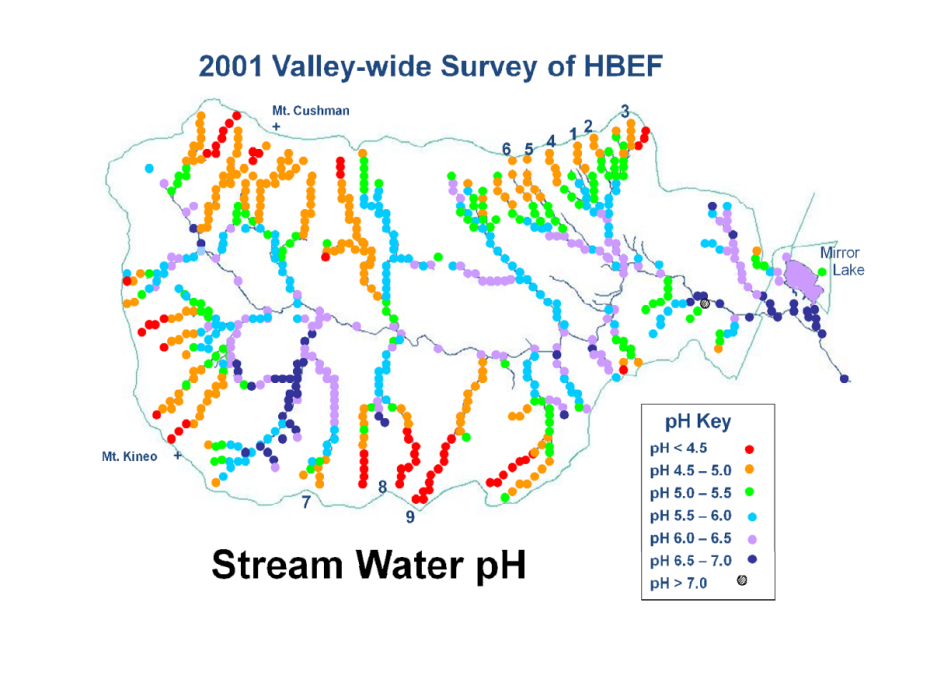 2001 Valley-wide Survey of HBEF
Mt. Cushman
+
3
1 2
6 5 4
Mirror
Lake
Mt. Kineo +
7
8
9
pH Key
pH < 4.5
pH 4.5 – 5.0
pH 5.0 – 5.5
pH 5.5 – 6.0
pH 6.0 – 6.5
pH 6.5 – 7.0
pH > 7.0
Stream Water pH